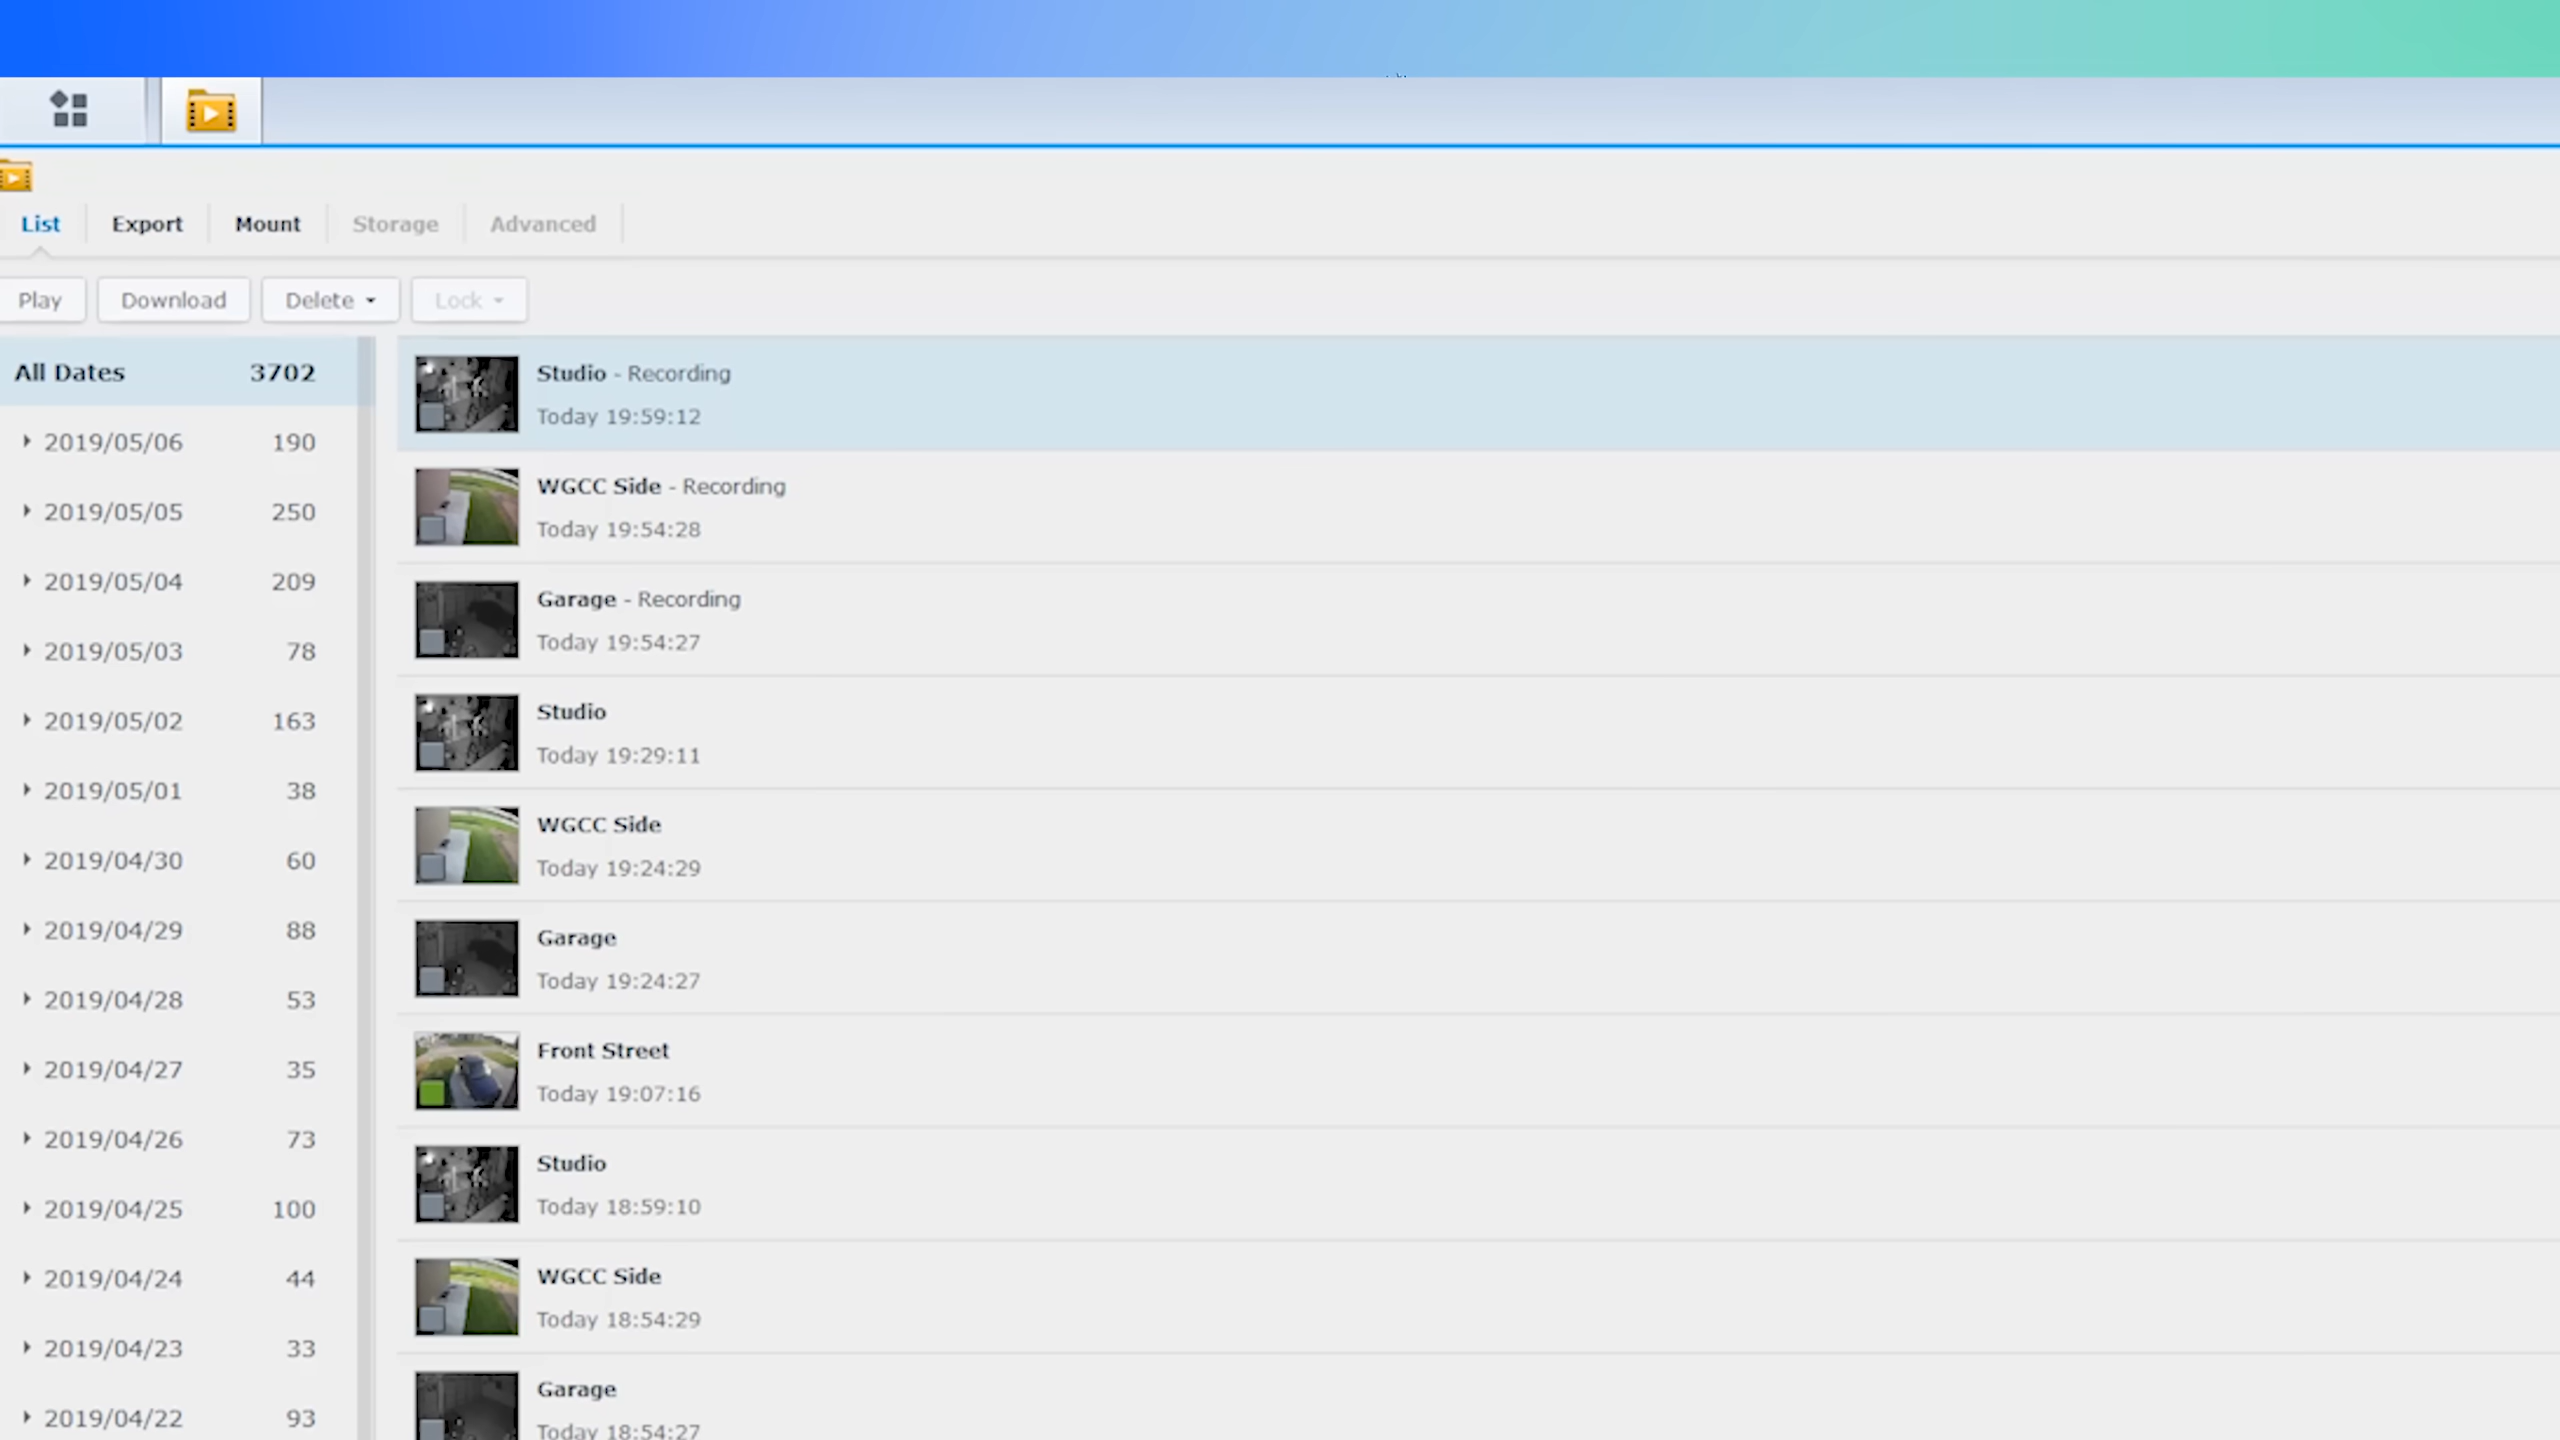 List Export Mount Storage Advanced
Play Download Delete Lock
All Dates 3702
2019/05/06 190
2019/05/05 250
2019/05/04 209
2019/05/03 78
2019/05/02 163
2019/05/01 38
2019/04/30 60
2019/04/29 88
2019/04/28 53
2019/04/27 35
2019/04/26 73
2019/04/25 100
2019/04/24 44
2019/04/23 33
2019/04/22 93
Studio - Recording
Today 19:59:12
WGCC Side - Recording
Today 19:54:28
Garage - Recording
Today 19:54:27
Studio
Today 19:29:11
WGCC Side
Today 19:24:29
Garage
Today 19:24:27
Front Street
Today 19:07:16
Studio
Today 18:59:10
WGCC Side
Today 18:54:29
Garage
Today 18:54:27